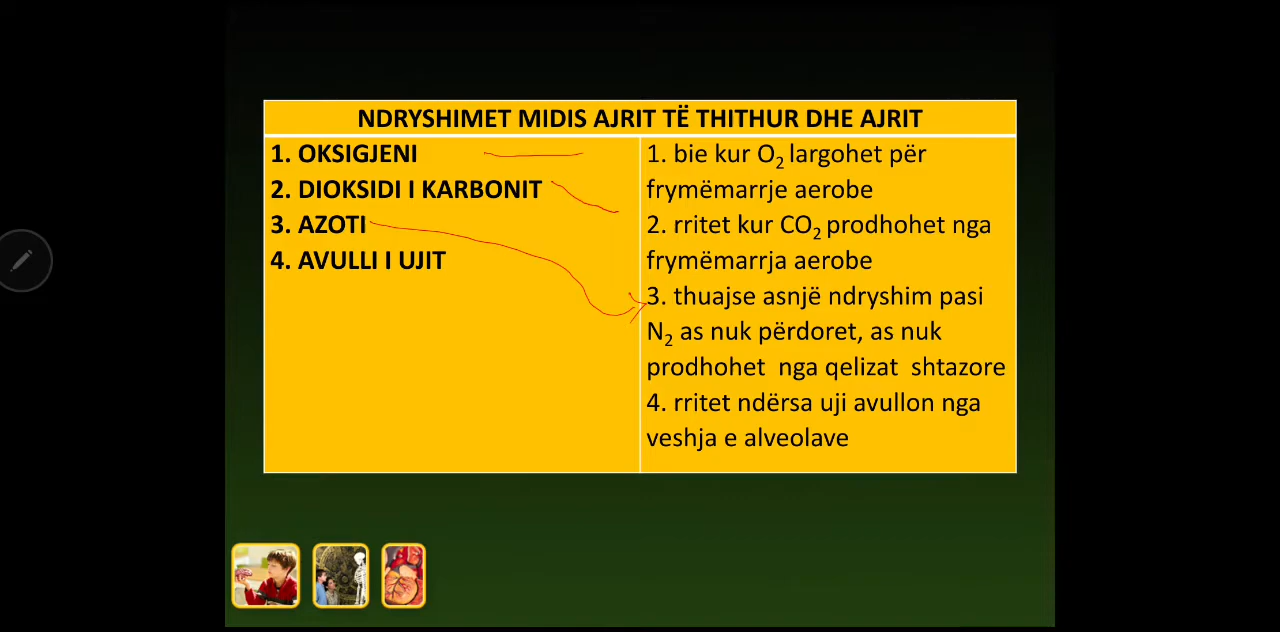 NDRYSHIMET MIDIS AJRIT TË THITHUR DHE AJRIT
1. OKSIGJENI
2. DIOKSIDI I KARBONIT
3. AZOTI
4. AVULLI I UJIT
1. bie kur O₂ largohet për
frymëmarrje aerobe
2. rritet kur CO₂ prodhohet nga
frymëmarrja aerobe
3. thuajse asnjë ndryshim pasi
N₂ as nuk përdoret, as nuk
prodhohet nga qelizat shtazore
4. rritet ndërsa uji avullon nga
veshja e alveolave